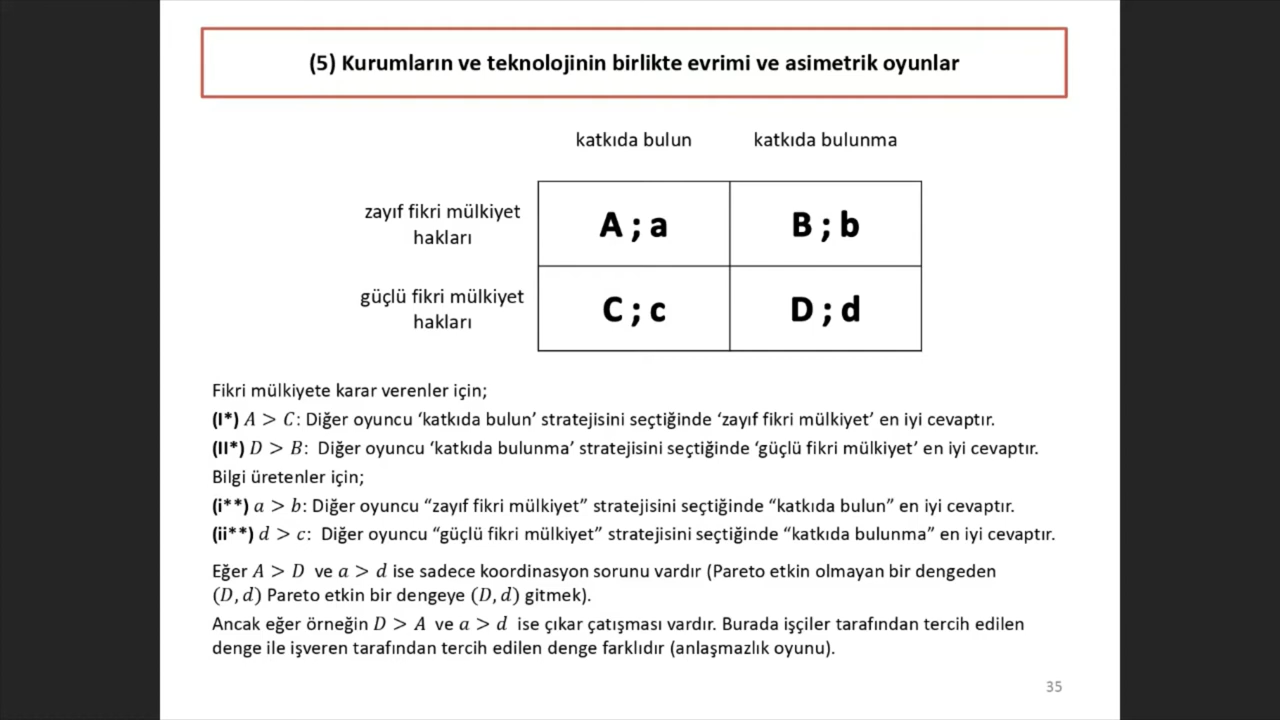 (5) Kurumların ve teknolojinin birlikte evrimi ve asimetrik oyunlar
katkıda bulun katkıda bulunma
zayıf fikri mülkiyet
hakları
A ; a B ; b
güçlü fikri mülkiyet
hakları
C ; c D ; d
Fikri mülkiyete karar verenler için;
(I*) A > C: Diğer oyuncu ‘katkıda bulun’ stratejisini seçtiğinde ‘zayıf fikri mülkiyet’ en iyi cevaptır.
(II*) D > B: Diğer oyuncu ‘katkıda bulunma’ stratejisini seçtiğinde ‘güçlü fikri mülkiyet’ en iyi cevaptır.
Bilgi üretenler için;
(i**) a > b: Diğer oyuncu “zayıf fikri mülkiyet” stratejisini seçtiğinde “katkıda bulun” en iyi cevaptır.
(ii**) d > c: Diğer oyuncu “güçlü fikri mülkiyet” stratejisini seçtiğinde “katkıda bulunma” en iyi cevaptır.
Eğer A > D ve a > d ise sadece koordinasyon sorunu vardır (Pareto etkin olmayan bir dengeden
(D, d) Pareto etkin bir dengeye (D, d) gitmek).
Ancak eğer örneğin D > A ve a > d ise çıkar çatışması vardır. Burada işçiler tarafından tercih edilen
denge ile işveren tarafından tercih edilen denge farklıdır (anlaşmazlık oyunu).
35